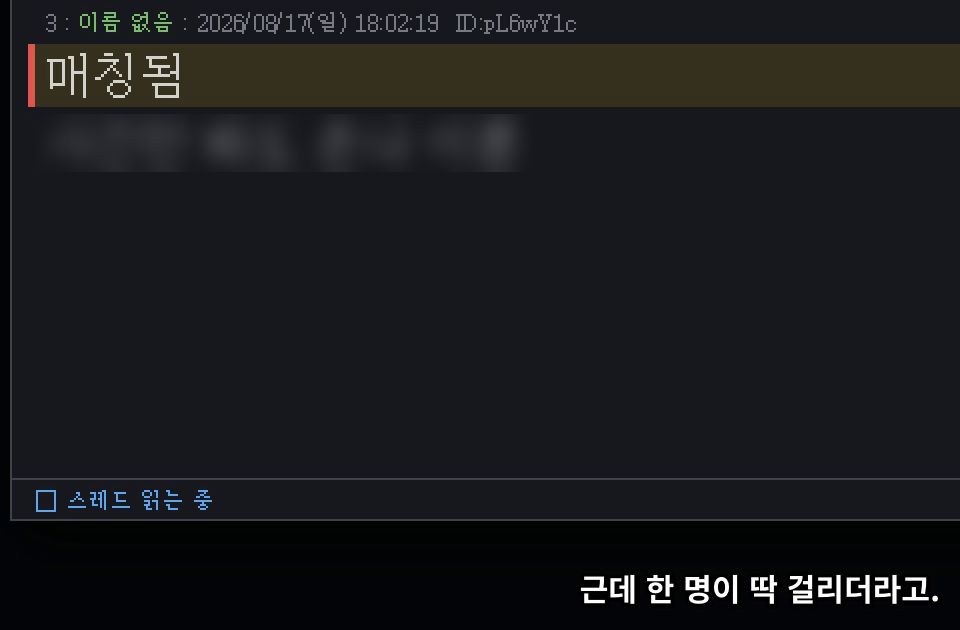 3 : 이름 없음 : 2026/08/17(일) 18:02:19 ID:pL6wY1c
매칭됨
□ 스레드 읽는 중
근데 한 명이 딱 걸리더라고.